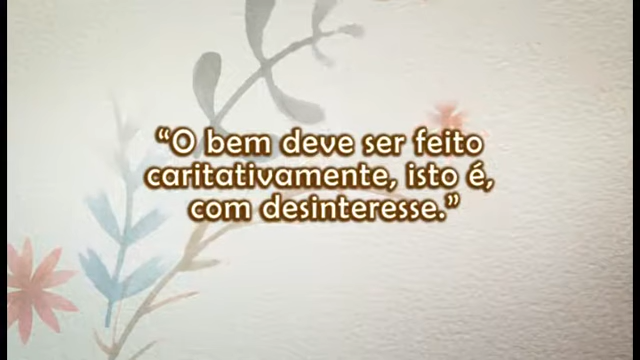 “O bem deve ser feito
caritativamente, isto é,
com desinteresse.”